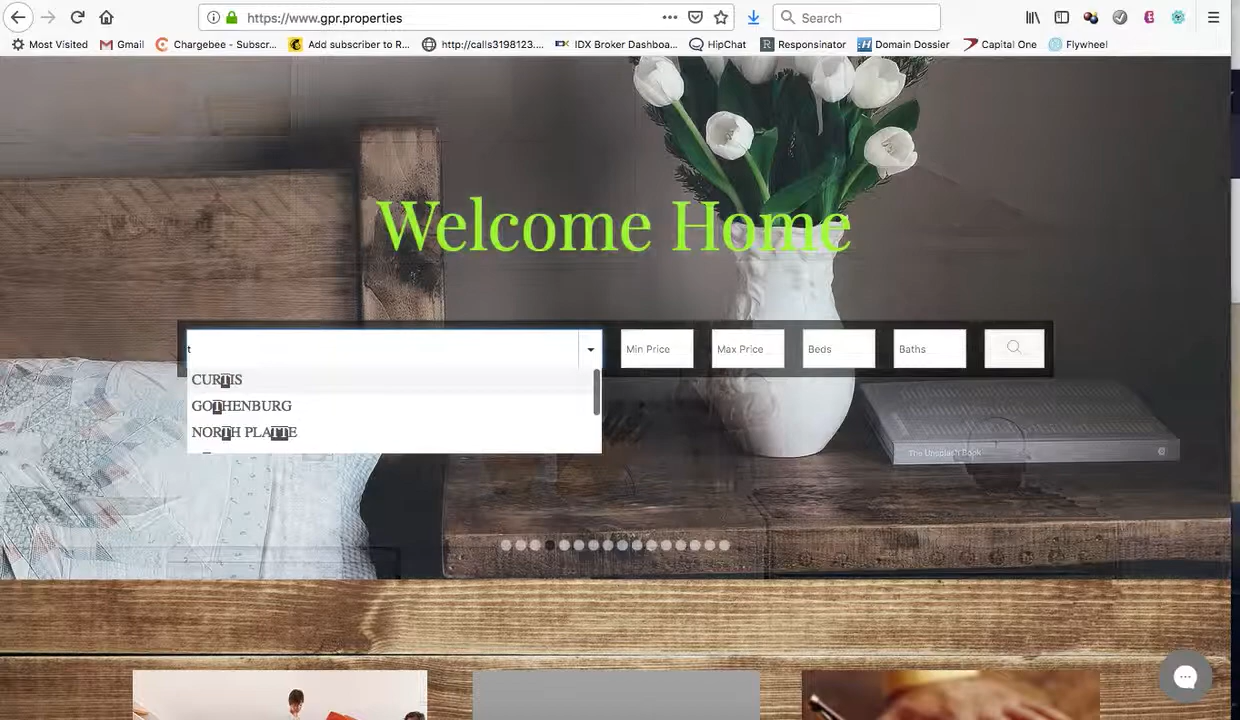 https://www.gpr.properties
Search
Most Visited
Gmail
Chargebee - Subscr...
Add subscriber to R...
http://calls3198123....
IDX Broker Dashboa...
HipChat
Responsinator
Domain Dossier
Capital One
Flywheel
Welcome Home
t
Min Price
Max Price
Beds
Baths
CURTIS
GOTHENBURG
NORTH PLATTE
The Unsplash Book